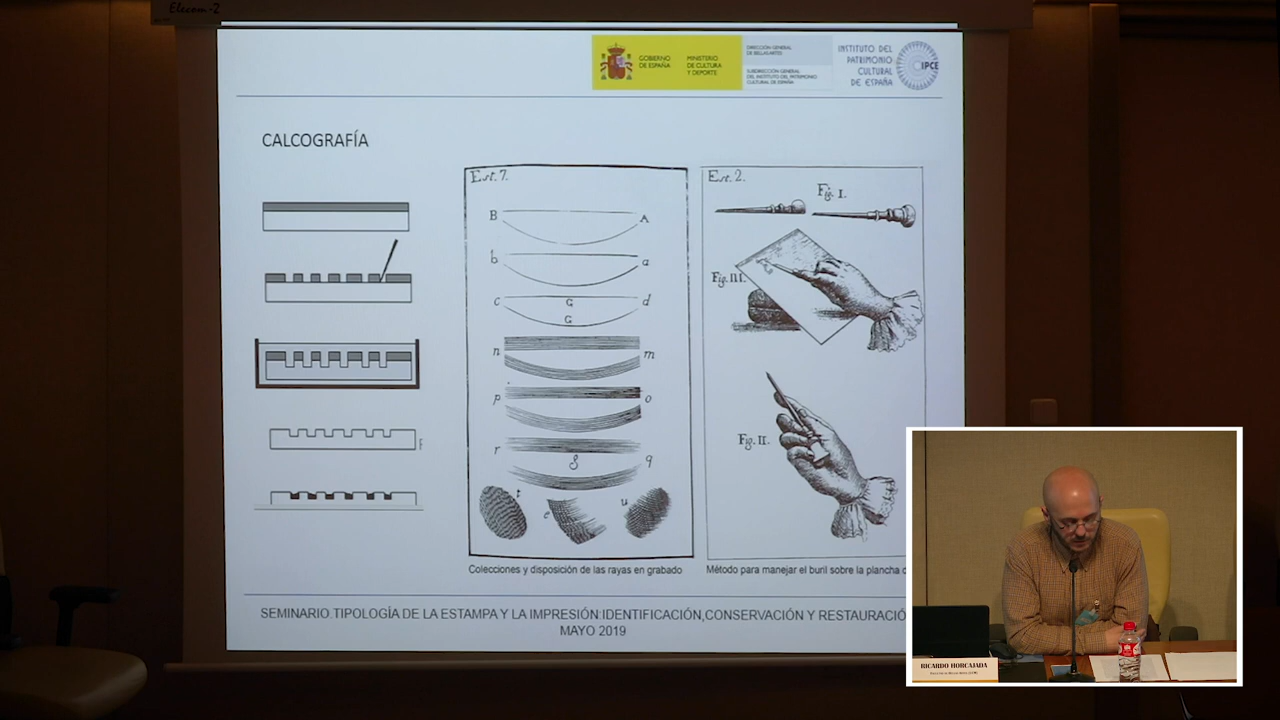 Elecom-2
GOBIERNO
DE ESPAÑA
MINISTERIO
DE CULTURA
Y DEPORTE
DIRECCIÓN GENERAL
DE BELLAS ARTES
SUBDIRECCIÓN GENERAL
DEL INSTITUTO DEL PATRIMONIO
CULTURAL DE ESPAÑA
INSTITUTO DEL
PATRIMONIO
CULTURAL
DE ESPAÑA
IPCE
CALCOGRAFÍA
Est. 7.
B A
b a
c G d
G
n m
p o
r q
t e u
Est. 2.
Fig. I.
Fig. III.
Fig. II.
Colecciones y disposición de las rayas en grabado
Método para manejar el buril sobre la plancha
SEMINARIO.TIPOLOGÍA DE LA ESTAMPA Y LA IMPRESIÓN:IDENTIFICACIÓN,CONSERVACIÓN Y RESTAURACIÓ
MAYO 2019
RICARDO HORCAJADA